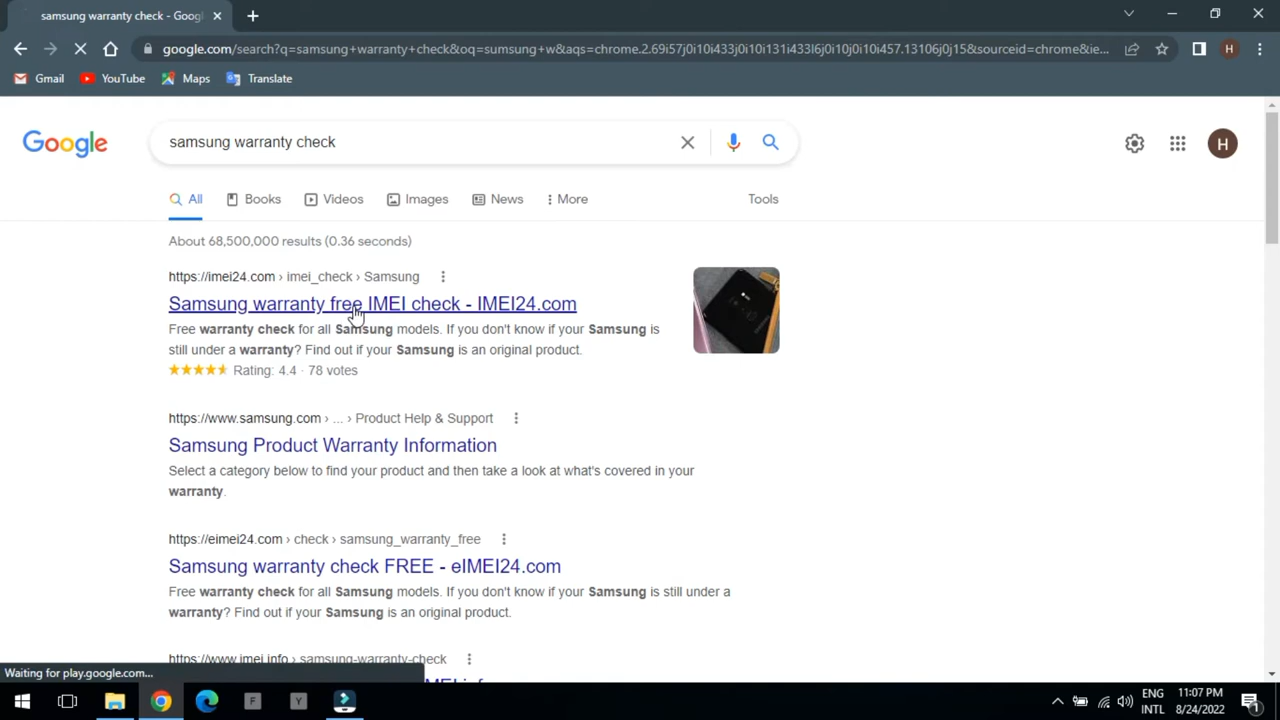 samsung warranty check - Googl
google.com/search?q=samsung+warranty+check&oq=sumsung+w&aqs=chrome.2.69i57j0i10i433j0i10i131i433l6j0i10j0i10i457.13106j0j15&sourceid=chrome&ie...
H
Gmail
YouTube
Maps
Translate
Google
samsung warranty check
H
All
Books
Videos
Images
News
More
Tools
About 68,500,000 results (0.36 seconds)
https://imei24.com › imei_check › Samsung
Samsung warranty free IMEI check - IMEI24.com
Free warranty check for all Samsung models. If you don't know if your Samsung is
still under a warranty? Find out if your Samsung is an original product.
Rating: 4.4 · 78 votes
https://www.samsung.com › ... › Product Help & Support
Samsung Product Warranty Information
Select a category below to find your product and then take a look at what's covered in your
warranty.
https://eimei24.com › check › samsung_warranty_free
Samsung warranty check FREE - eIMEI24.com
Free warranty check for all Samsung models. If you don't know if your Samsung is still under a
warranty? Find out if your Samsung is an original product.
https://www.imei.info › samsung-warranty-check
Waiting for play.google.com...
F
Y
ENG
INTL
11:07 PM
8/24/2022
1